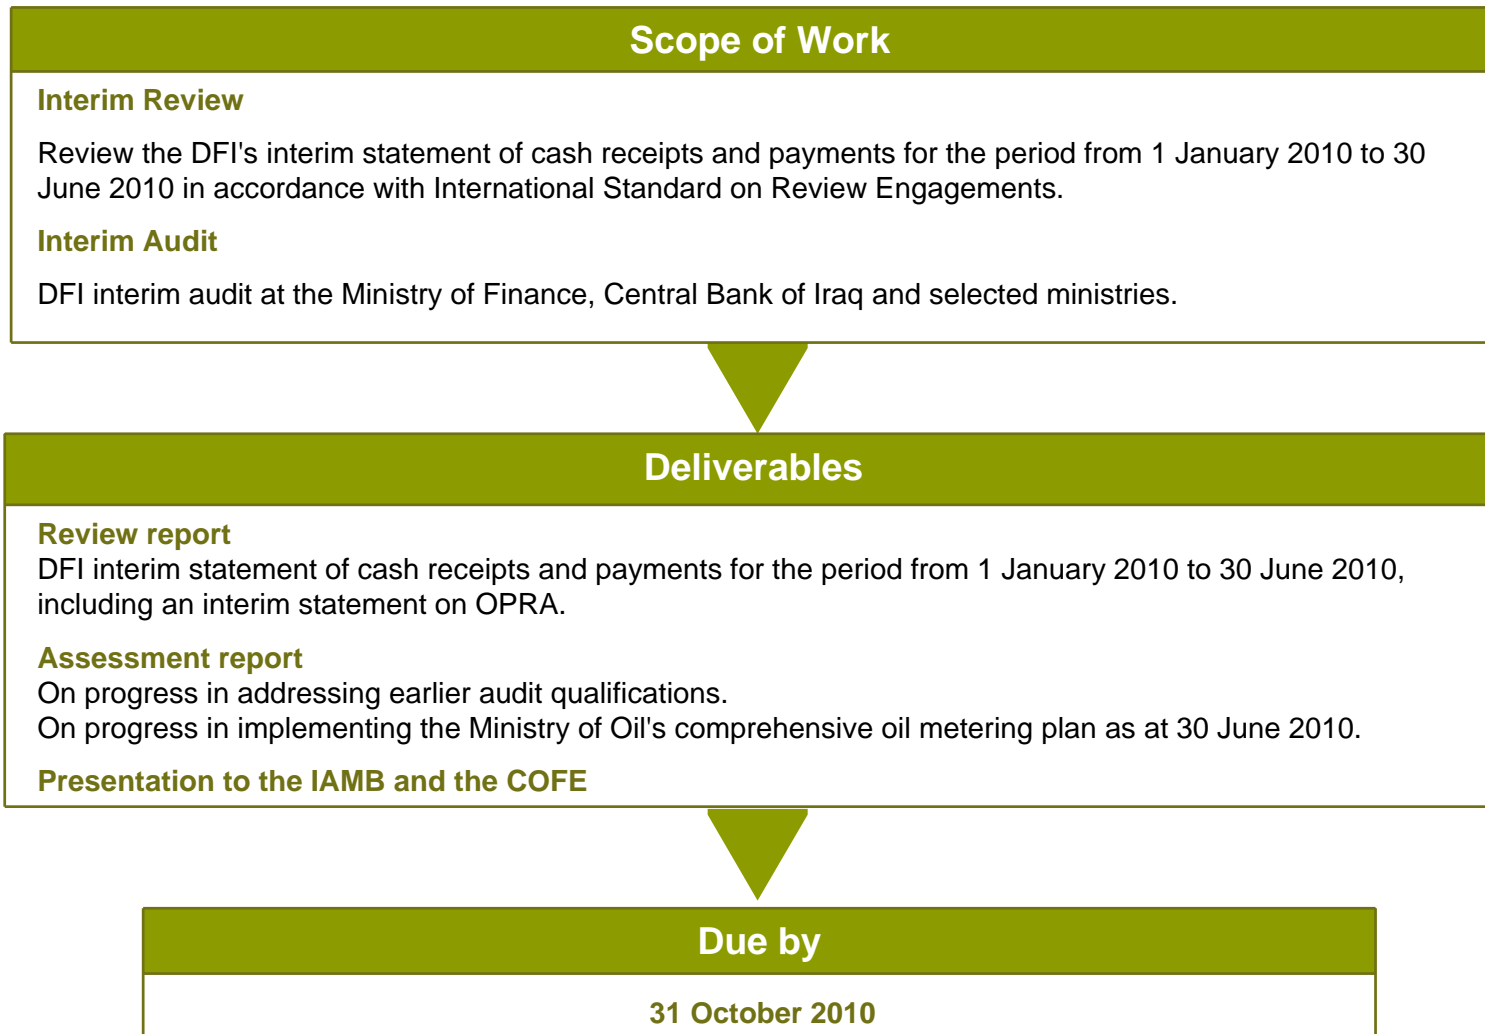 Scope of Work
Interim Review
Review the DFI's interim statement of cash receipts and payments for the period from 1 January 2010 to 30
June 2010 in accordance with International Standard on Review Engagements.
Interim Audit
DFI interim audit at the Ministry of Finance, Central Bank of Iraq and selected ministries.
Deliverables
Review report
DFI interim statement of cash receipts and payments for the period from 1 January 2010 to 30 June 2010,
including an interim statement on OPRA.
Assessment report
On progress in addressing earlier audit qualifications.
On progress in implementing the Ministry of Oil's comprehensive oil metering plan as at 30 June 2010.
Presentation to the IAMB and the COFE
Due by
31 October 2010